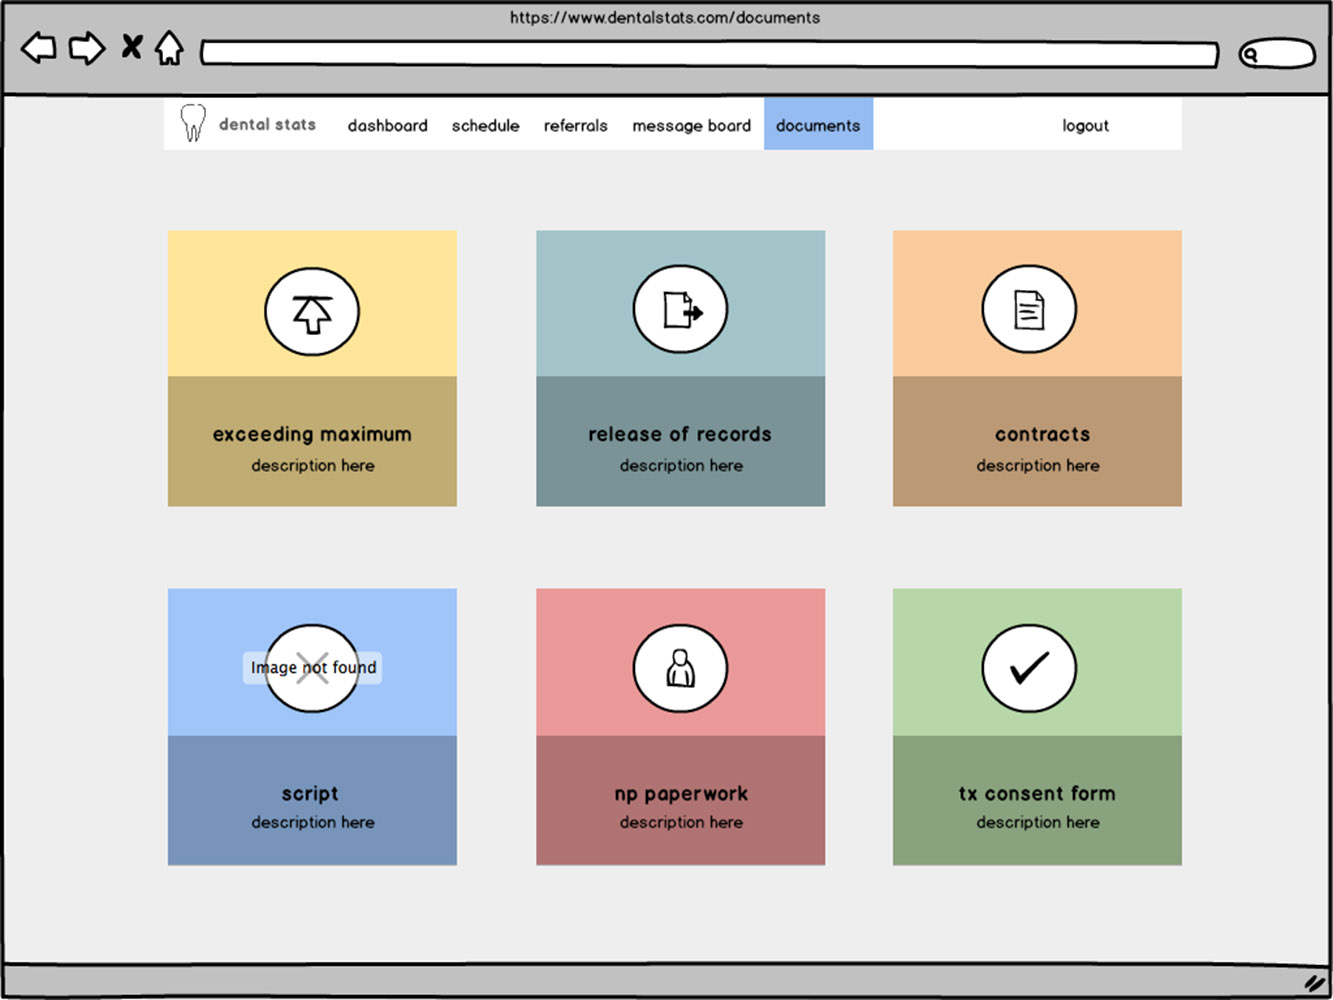 https://www.dentalstats.com/documents
dental stats dashboard schedule referrals message board documents logout
exceeding maximum
description here
release of records
description here
contracts
description here
Image not found
script
description here
np paperwork
description here
tx consent form
description here